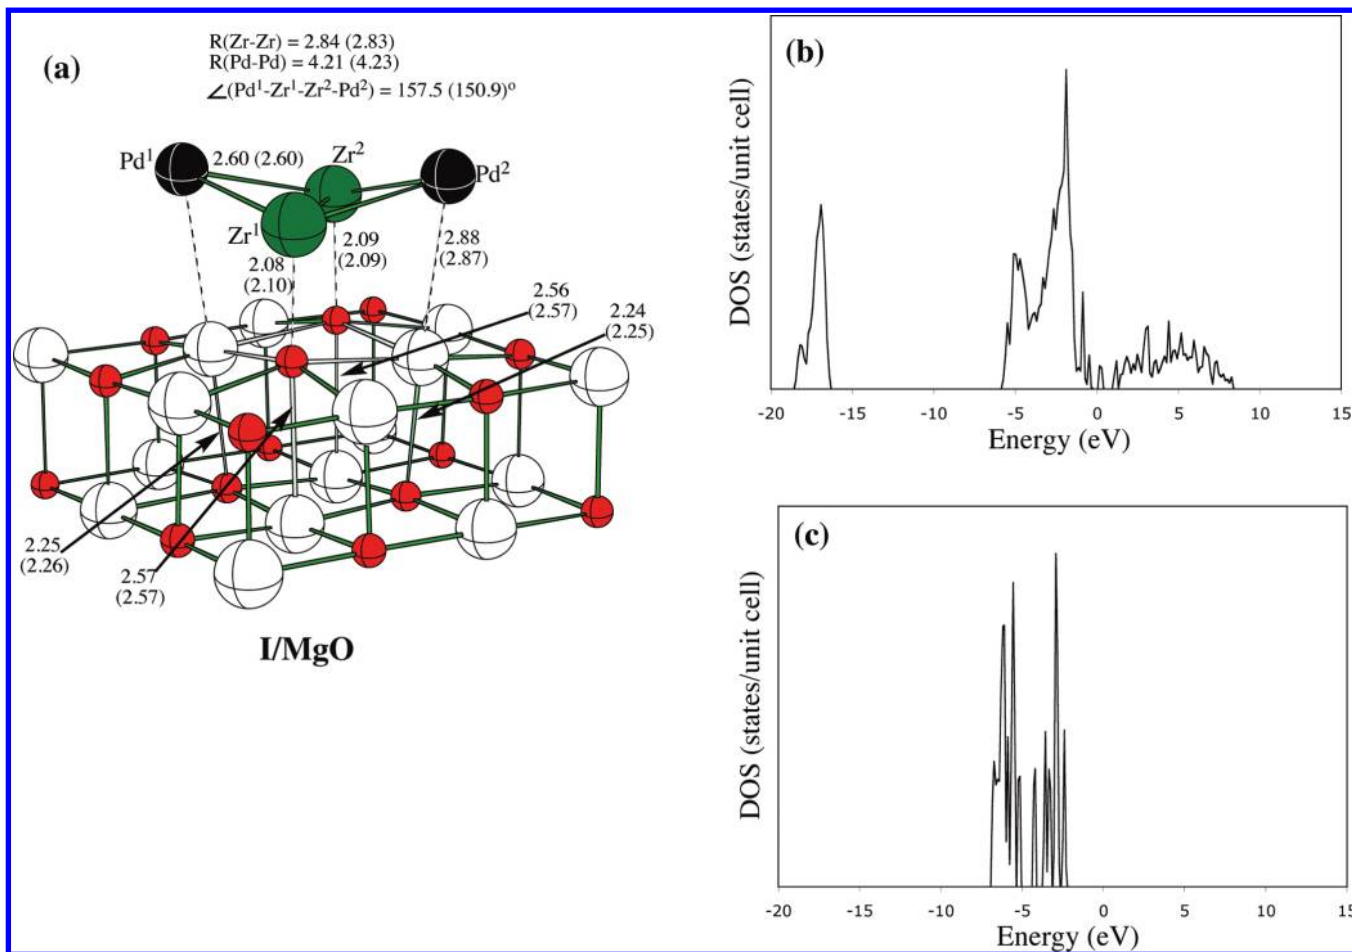 (a)
R(Zr-Zr) = 2.84 (2.83)
R(Pd-Pd) = 4.21 (4.23)
∠(Pd¹-Zr¹-Zr²-Pd²) = 157.5 (150.9)º
Pd¹
2.60 (2.60)
Zr²
Pd²
Zr¹
2.08
(2.10)
2.09
(2.09)
2.88
(2.87)
2.56
(2.57)
2.24
(2.25)
2.25
(2.26)
2.57
(2.57)
I/MgO
(b)
DOS (states/unit cell)
-20 -15 -10 -5 0 5 10 15
Energy (eV)
(c)
DOS (states/unit cell)
-20 -15 -10 -5 0 5 10 15
Energy (eV)